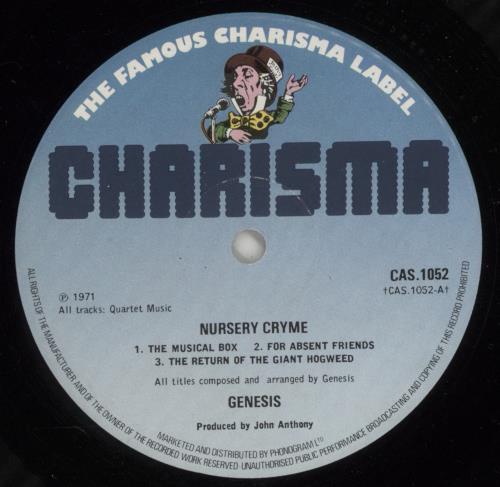 THE FAMOUS CHARISMA LABEL
CHARISMA
CAS.1052
†CAS.1052-A†
Ⓟ 1971
All tracks: Quartet Music
NURSERY CRYME
1. THE MUSICAL BOX 2. FOR ABSENT FRIENDS
3. THE RETURN OF THE GIANT HOGWEED
All titles composed and arranged by Genesis
GENESIS
Produced by John Anthony
MARKETED AND DISTRIBUTED BY PHONOGRAM LTD
ALL RIGHTS OF THE MANUFACTURER AND OF THE OWNER OF THE RECORDED WORK RESERVED·UNAUTHORISED PUBLIC PERFORMANCE BROADCASTING AND COPYING OF THIS RECORD PROHIBITED